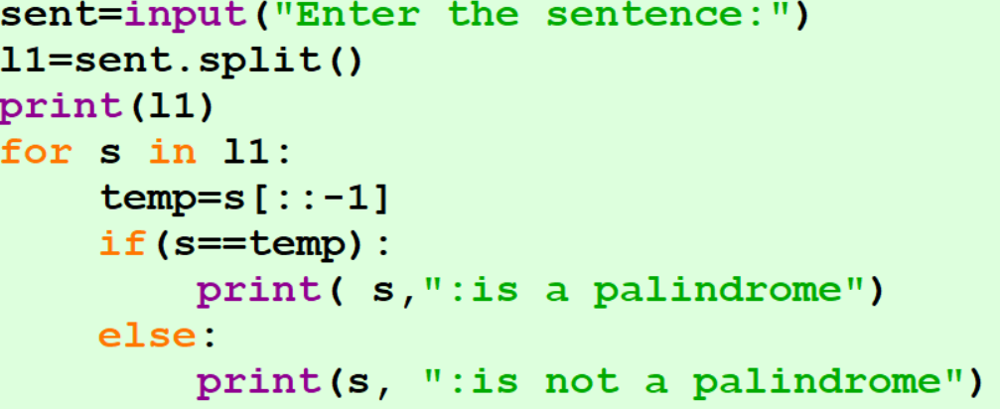 sent=input("Enter the sentence:")
l1=sent.split()
print(l1)
for s in l1:
    temp=s[::-1]
    if(s==temp):
        print( s,":is a palindrome")
    else:
        print(s, ":is not a palindrome")